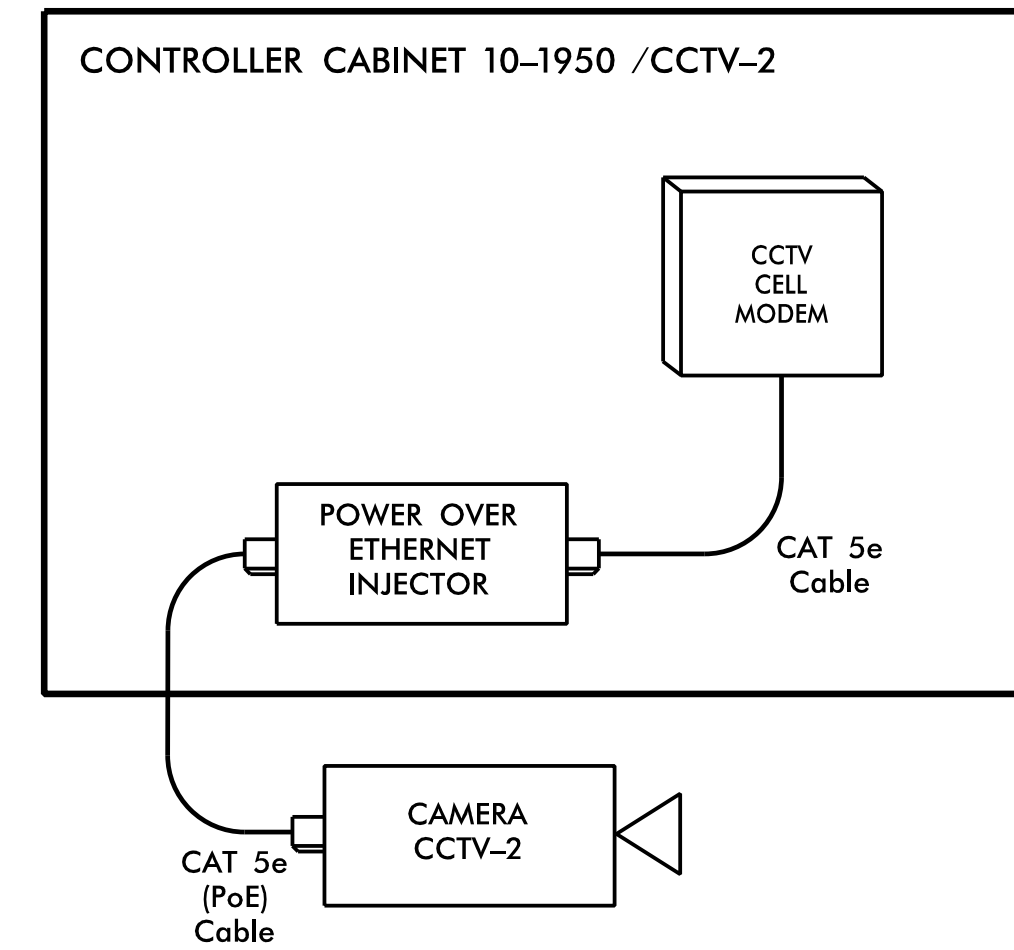 CONTROLLER CABINET 10–1950 /CCTV–2
CCTV
CELL
MODEM
POWER OVER
ETHERNET
INJECTOR
CAT 5e
Cable
CAMERA
CCTV–2
CAT 5e
(PoE)
Cable